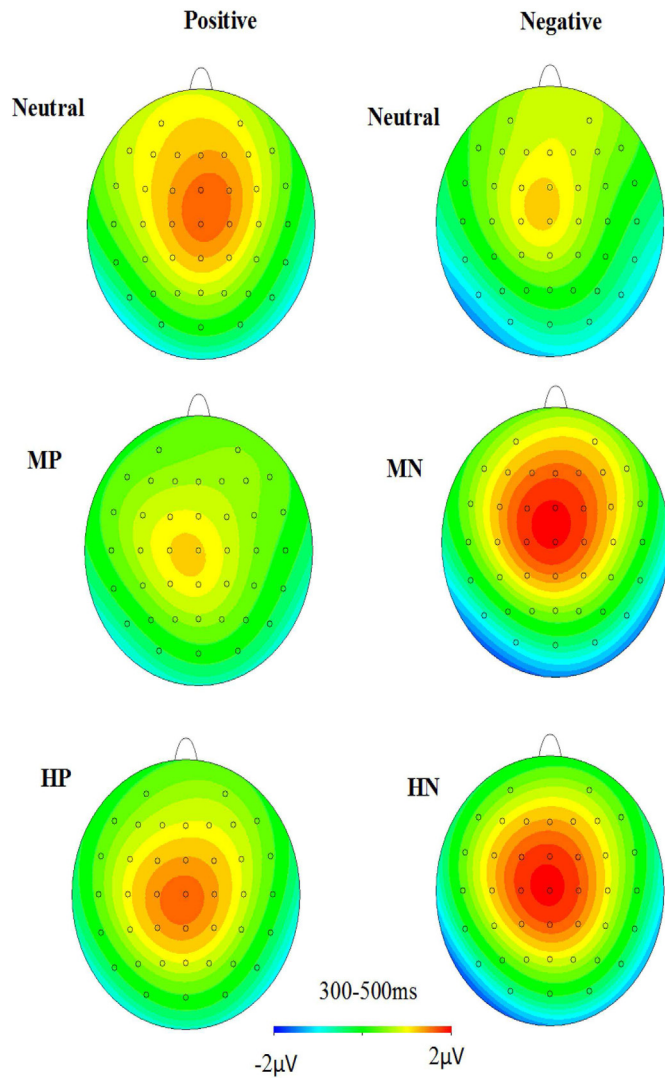 Positive
Negative
Neutral
Neutral
MP
MN
HP
HN
300-500ms
-2μV
2μV